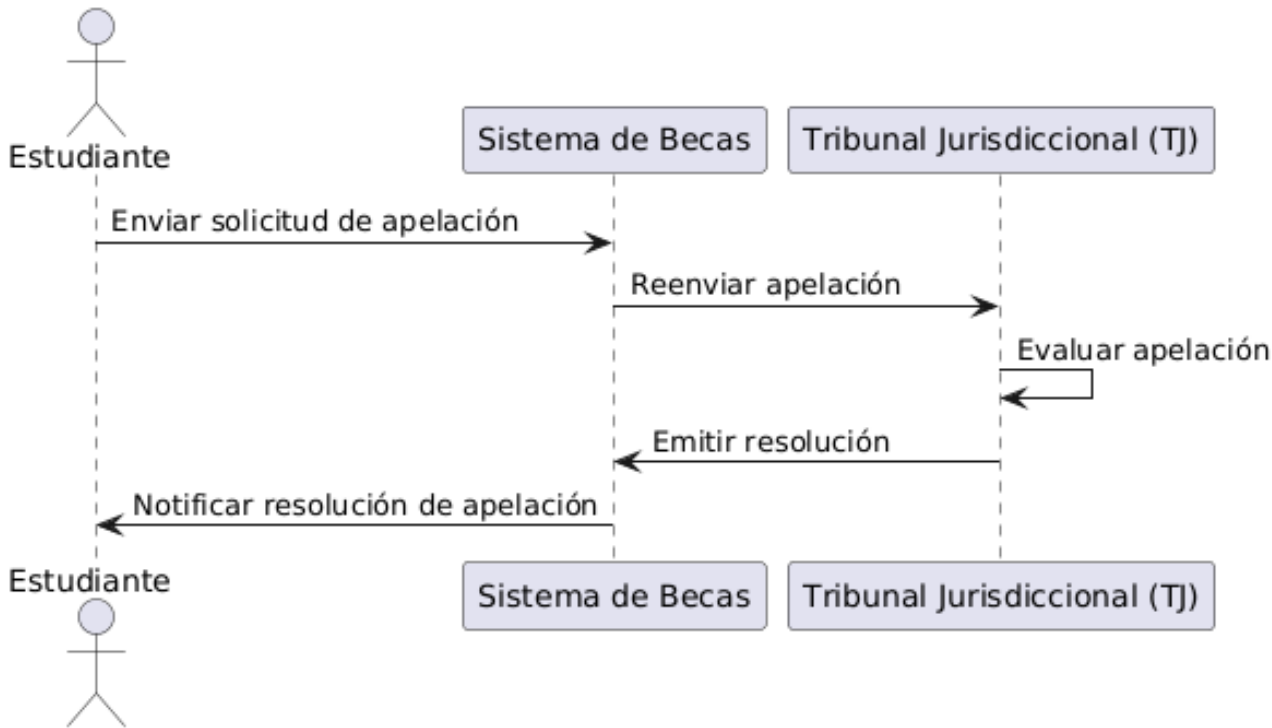 Estudiante
Sistema de Becas
Tribunal Jurisdiccional (TJ)
Enviar solicitud de apelación
Reenviar apelación
Evaluar apelación
Emitir resolución
Notificar resolución de apelación
Estudiante
Sistema de Becas
Tribunal Jurisdiccional (TJ)